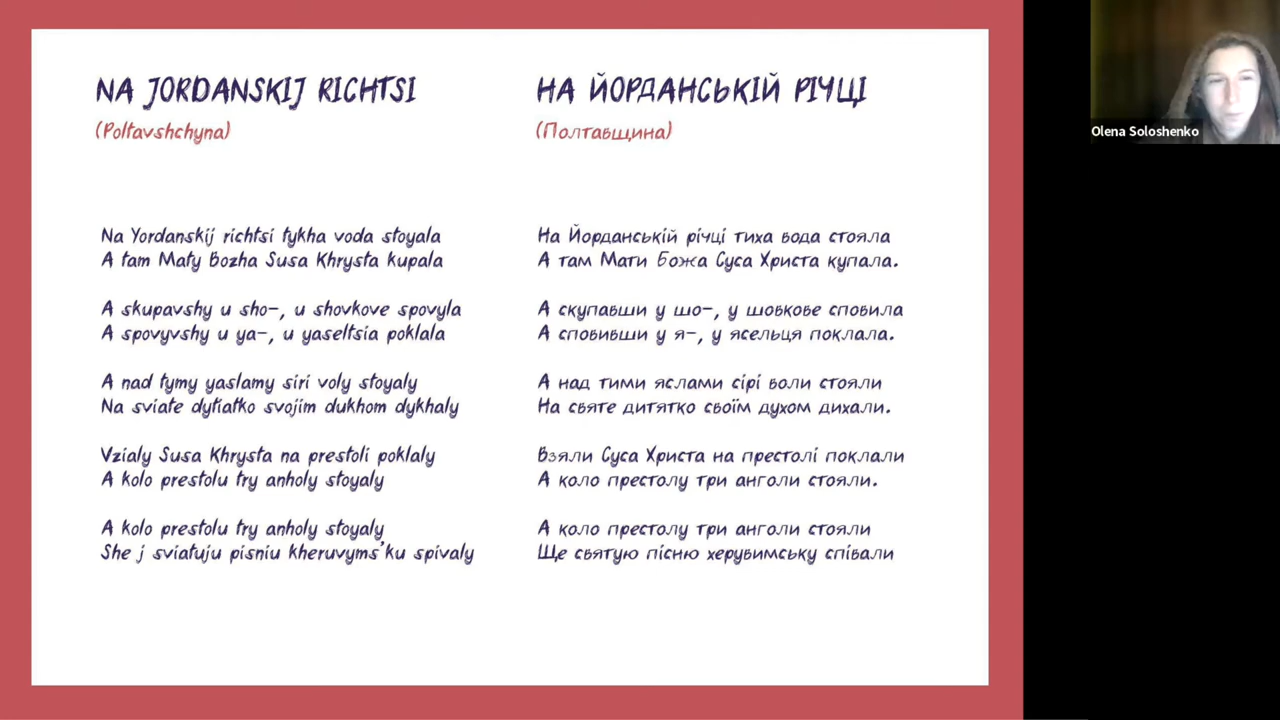 NA JORDANSKIJ RICHTSI
(Poltavshchyna)
Na Yordanskij richtsi tykha voda stoyala
A tam Maty Bozha Susa Khrysta kupala
A skupavshy u sho-, u shovkove spovyla
A spovyvshy u ya-, u yaseltsia poklala
A nad tymy yaslamy siri voly stoyaly
Na sviate dytiatko svojim dukhom dykhaly
Vzialy Susa Khrysta na prestoli poklaly
A kolo prestolu try anholy stoyaly
A kolo prestolu try anholy stoyaly
She j sviatuju pisniu kheruvyms'ku spivaly
НА ЙОРДАНСЬКІЙ РІЧЦІ
(Полтавщина)
На Йорданській річці тиха вода стояла
А там Мати Божа Суса Христа купала.
А скупавши у шо-, у шовкове сповила
А сповивши у я-, у ясельця поклала.
А над тими яслами сірі воли стояли
На святе дитятко своїм духом дихали.
Взяли Суса Христа на престолі поклали
А коло престолу три анголи стояли.
А коло престолу три анголи стояли
Ще святую пісню херувимську співали
Olena Soloshenko